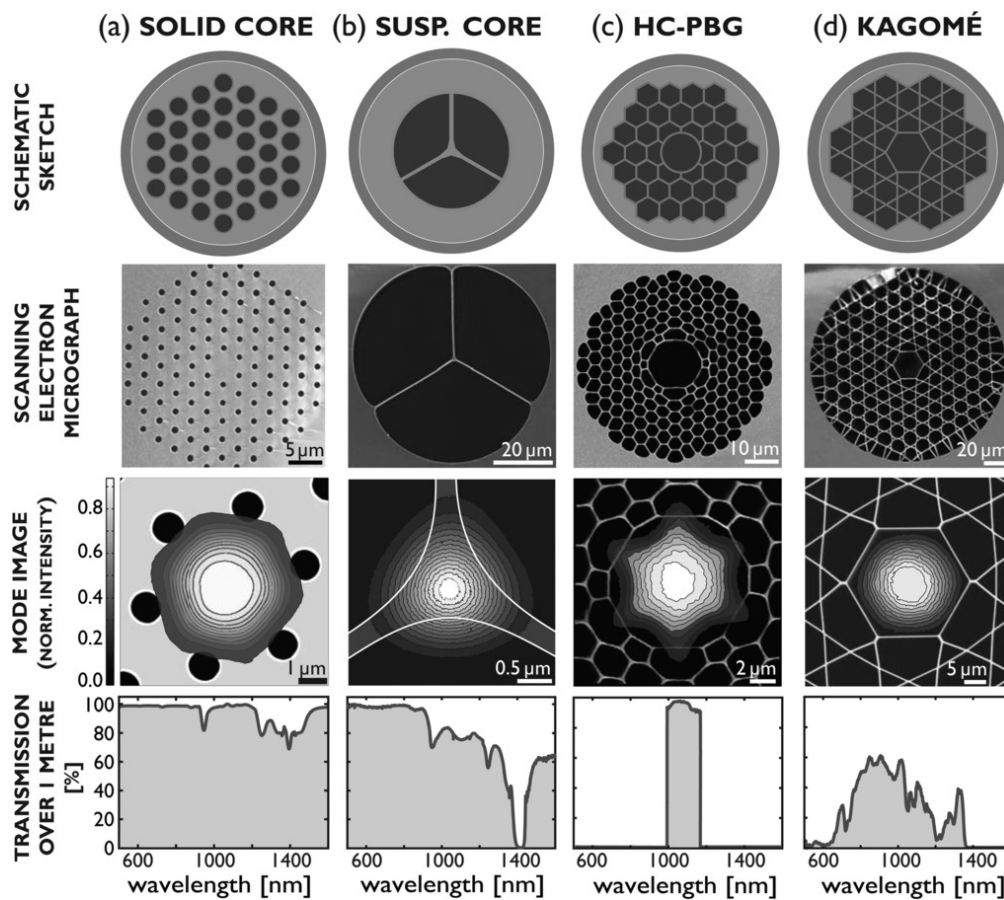 (a) SOLID CORE
(b) SUSP. CORE
(c) HC-PBG
(d) KAGOMÉ
SCHEMATIC
SKETCH
SCANNING
ELECTRON
MICROGRAPH
5 µm
20 µm
10 µm
20 µm
MODE IMAGE
(NORM. INTENSITY)
0.8
0.6
0.4
0.2
0.0
1 µm
0.5 µm
2 µm
5 µm
TRANSMISSION
OVER 1 METRE
[%]
100
80
60
40
20
0
600 1000 1400
600 1000 1400
600 1000 1400
600 1000 1400
wavelength [nm]
wavelength [nm]
wavelength [nm]
wavelength [nm]